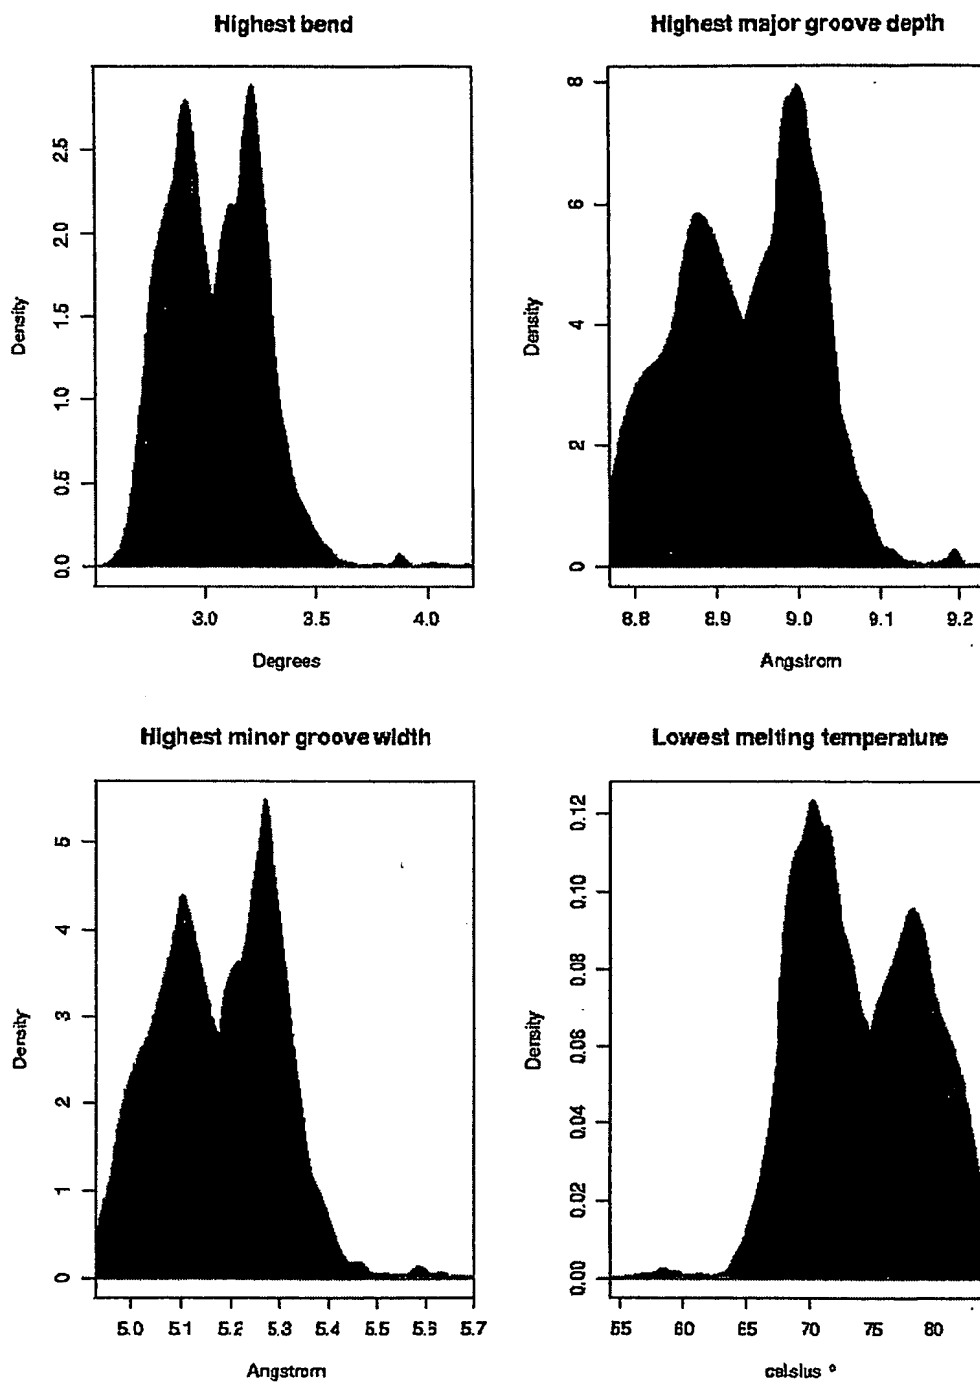 Highest bend
Density
0.0 0.5 1.0 1.5 2.0 2.5
3.0 3.5 4.0
Degrees
Highest major groove depth
Density
0 2 4 6 8
8.8 8.9 9.0 9.1 9.2
Angstrom
Highest minor groove width
Density
0 1 2 3 4 5
5.0 5.1 5.2 5.3 5.4 5.5 5.6 5.7
Angstrom
Lowest melting temperature
Density
0.00 0.02 0.04 0.06 0.08 0.10 0.12
55 60 65 70 75 80
celsius °